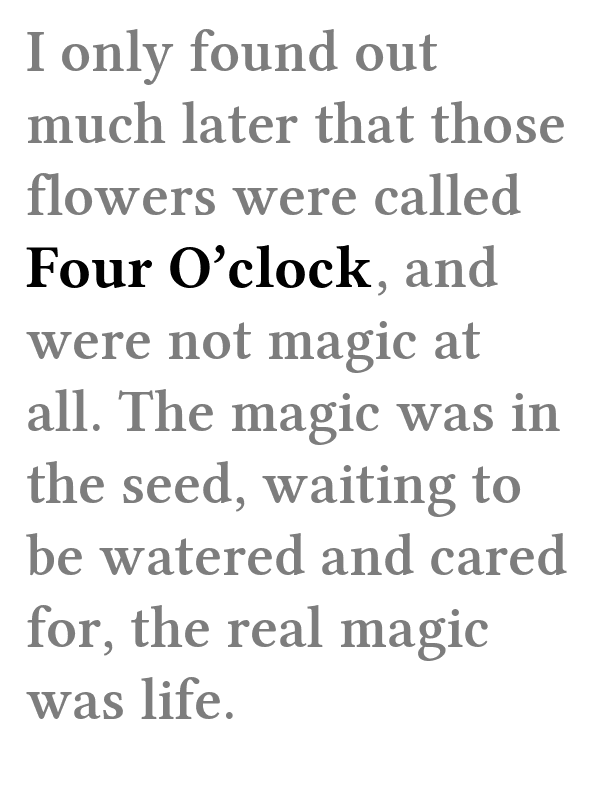 I only found out
much later that those
flowers were called
Four O’clock, and
were not magic at
all. The magic was in
the seed, waiting to
be watered and cared
for, the real magic
was life.